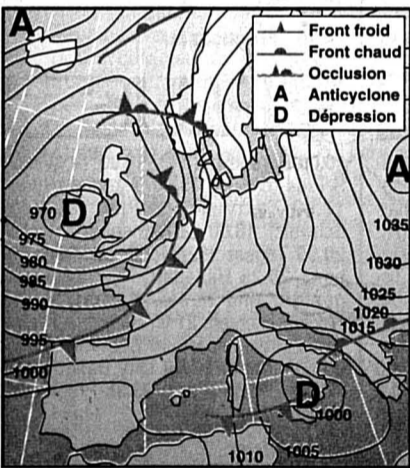 A
Front froid
Front chaud
Occlusion
A Anticyclone
D Dépression
A
970
D
975
980
985
990
995
1000
1035
1030
1025
1020
1015
D
1000
1005
1010